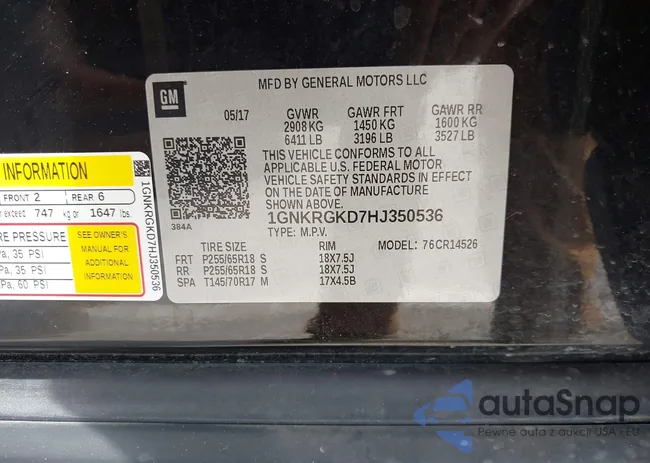 MFD BY GENERAL MOTORS LLC
GM
05/17 GVWR GAWR FRT GAWR RR
2908 KG 1450 KG 1600 KG
6411 LB 3196 LB 3527 LB
THIS VEHICLE CONFORMS TO ALL
APPLICABLE U.S. FEDERAL MOTOR
VEHICLE SAFETY STANDARDS IN EFFECT
ON THE DATE OF MANUFACTURE
SHOWN ABOVE.
1GNKRGKD7HJ350536
384A
TYPE: M.P.V. MODEL: 76CR14526
TIRE SIZE RIM
FRT P255/65R18 S 18X7.5J
RR P255/65R18 S 18X7.5J
SPA T145/70R17 M 17X4.5B
INFORMATION
FRONT 2 REAR 6
exceed 747 kg or 1647 lbs.
RE PRESSURE
Pa, 35 PSI
Pa, 35 PSI
Pa, 60 PSI
SEE OWNER'S
MANUAL FOR
ADDITIONAL
INFORMATION
1GNKRGKD7HJ350536
autoSnap
Pewne auta z aukcji USA - EU